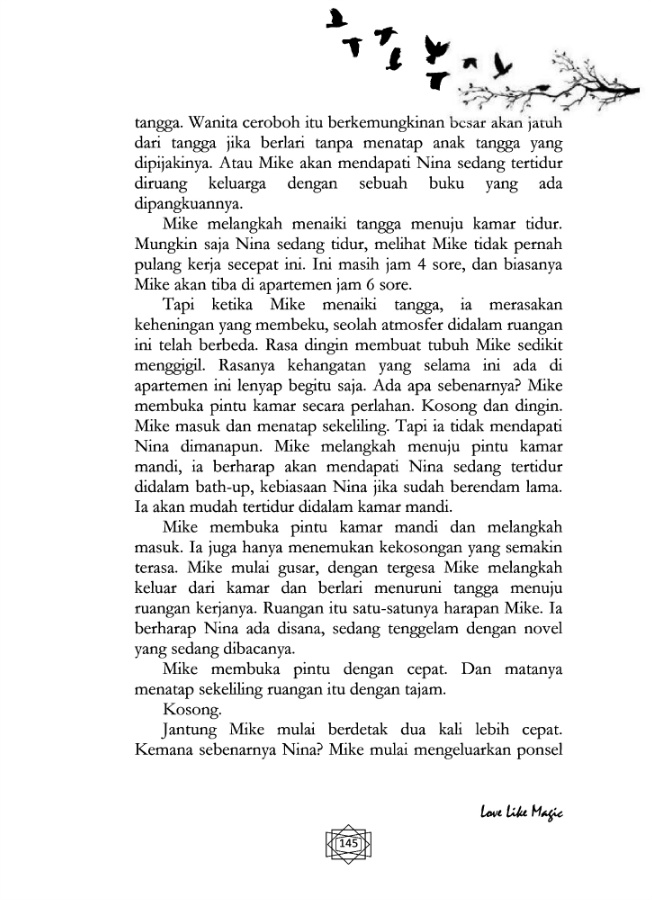 tangga. Wanita ceroboh itu berkemungkinan besar akan jatuh
dari tangga jika berlari tanpa menatap anak tangga yang
dipijakinya. Atau Mike akan mendapati Nina sedang tertidur
diruang keluarga dengan sebuah buku yang ada
dipangkuannya.
Mike melangkah menaiki tangga menuju kamar tidur.
Mungkin saja Nina sedang tidur, melihat Mike tidak pernah
pulang kerja secepat ini. Ini masih jam 4 sore, dan biasanya
Mike akan tiba di apartemen jam 6 sore.
Tapi ketika Mike menaiki tangga, ia merasakan
keheningan yang membeku, seolah atmosfer didalam ruangan
ini telah berbeda. Rasa dingin membuat tubuh Mike sedikit
menggigil. Rasanya kehangatan yang selama ini ada di
apartemen ini lenyap begitu saja. Ada apa sebenarnya? Mike
membuka pintu kamar secara perlahan. Kosong dan dingin.
Mike masuk dan menatap sekeliling. Tapi ia tidak mendapati
Nina dimanapun. Mike melangkah menuju pintu kamar
mandi, ia berharap akan mendapati Nina sedang tertidur
didalam bath-up, kebiasaan Nina jika sudah berendam lama.
Ia akan mudah tertidur didalam kamar mandi.
Mike membuka pintu kamar mandi dan melangkah
masuk. Ia juga hanya menemukan kekosongan yang semakin
terasa. Mike mulai gusar, dengan tergesa Mike melangkah
keluar dari kamar dan berlari menuruni tangga menuju
ruangan kerjanya. Ruangan itu satu-satunya harapan Mike. Ia
berharap Nina ada disana, sedang tenggelam dengan novel
yang sedang dibacanya.
Mike membuka pintu dengan cepat. Dan matanya
menatap sekeliling ruangan itu dengan tajam.
Kosong.
Jantung Mike mulai berdetak dua kali lebih cepat.
Kemana sebenarnya Nina? Mike mulai mengeluarkan ponsel
Love Like Magic
145